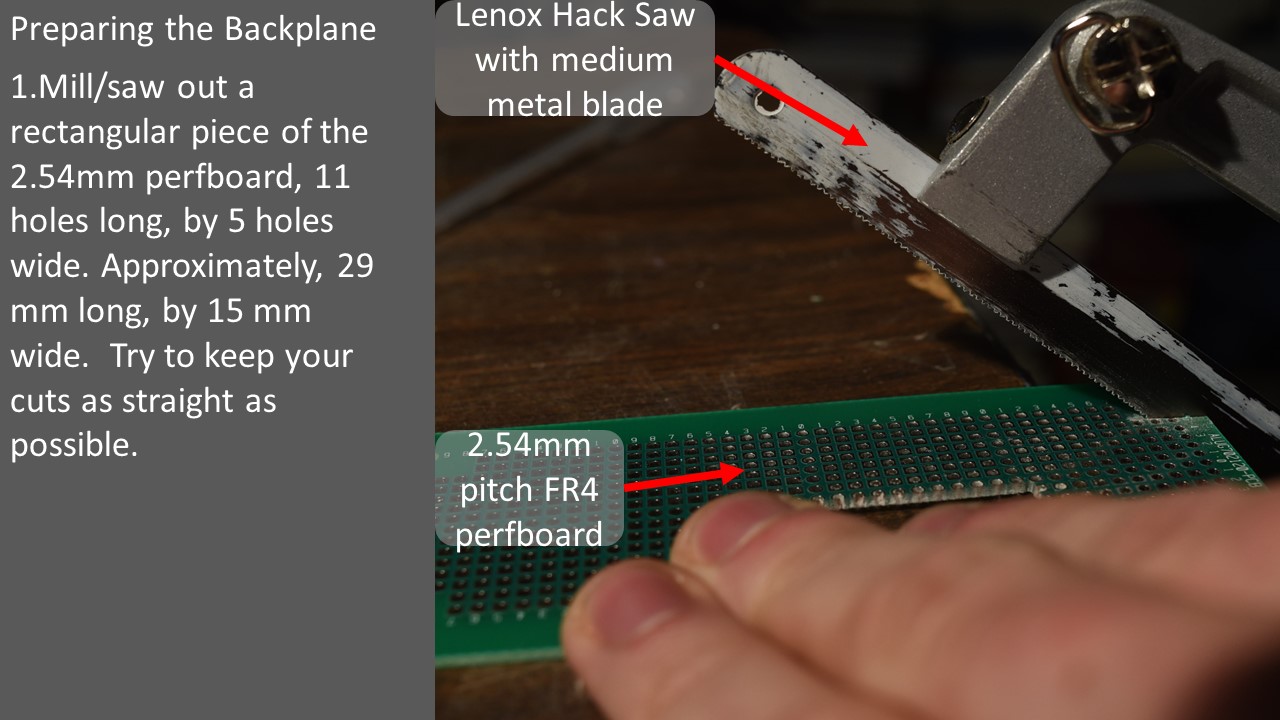 Preparing the Backplane
1.Mill/saw out a
rectangular piece of the
2.54mm perfboard, 11
holes long, by 5 holes
wide. Approximately, 29
mm long, by 15 mm
wide.  Try to keep your
cuts as straight as
possible.
Lenox Hack Saw
with medium
metal blade
2.54mm
pitch FR4
perfboard